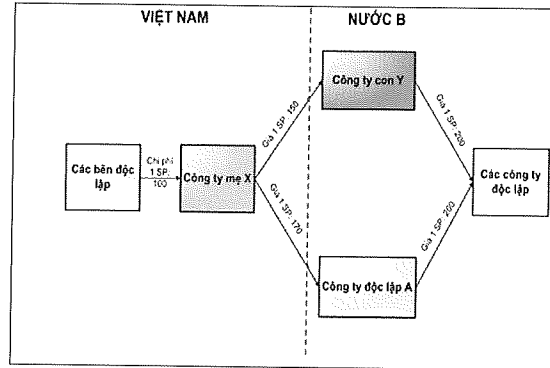 VIỆT NAM
NƯỚC B
Công ty con Y
Giá 1 SP: 150
Giá 1 SP: 200
Các bên độc
lập
Chi phí
1 SP:
100
Công ty mẹ X
Các công ty
độc lập
Giá 1 SP: 170
Giá 1 SP: 200
Công ty độc lập A